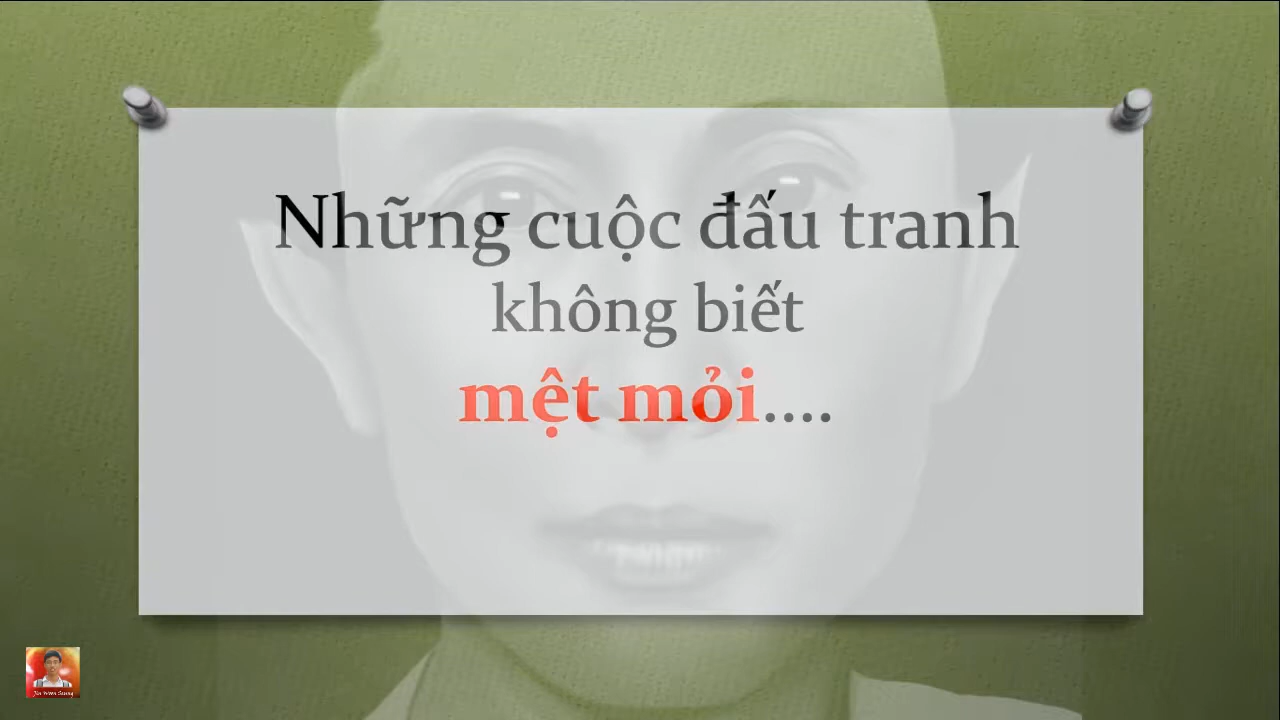 Những cuộc đấu tranh
không biết
mệt mỏi....